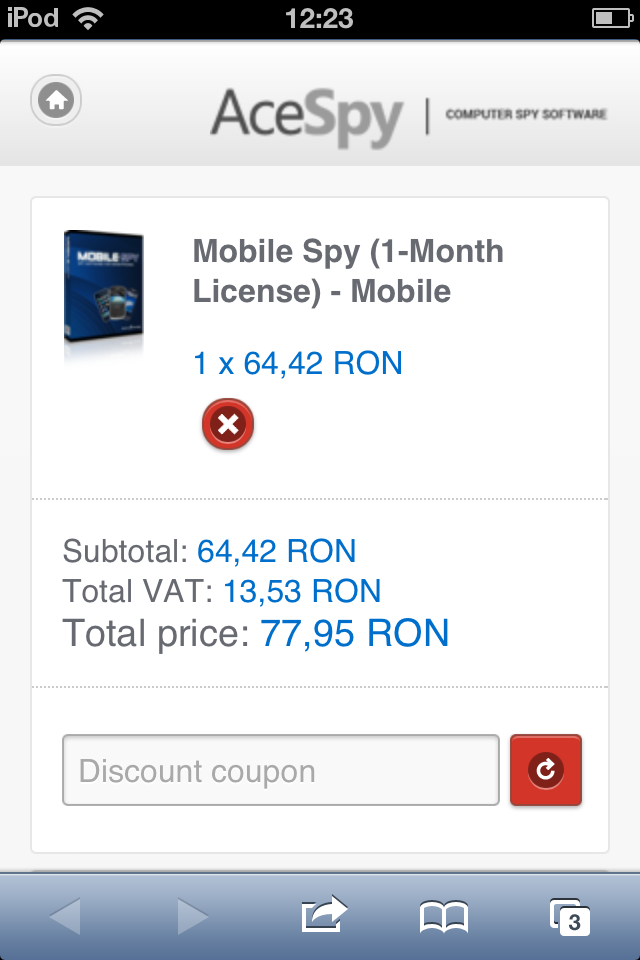 iPod 12:23
AceSpy | COMPUTER SPY SOFTWARE
MOBILE SPY
Mobile Spy (1-Month
License) - Mobile
1 x 64,42 RON
Subtotal: 64,42 RON
Total VAT: 13,53 RON
Total price: 77,95 RON
Discount coupon
3